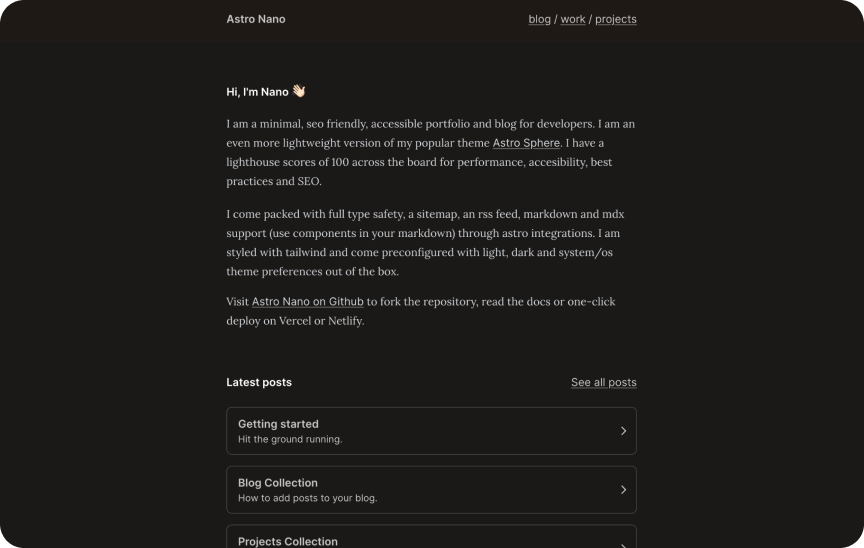 Astro Nano
blog / work / projects
Hi, I'm Nano 👋🏻
I am a minimal, seo friendly, accessible portfolio and blog for developers. I am an
even more lightweight version of my popular theme Astro Sphere. I have a
lighthouse scores of 100 across the board for performance, accesibility, best
practices and SEO.
I come packed with full type safety, a sitemap, an rss feed, markdown and mdx
support (use components in your markdown) through astro integrations. I am
styled with tailwind and come preconfigured with light, dark and system/os
theme preferences out of the box.
Visit Astro Nano on Github to fork the repository, read the docs or one-click
deploy on Vercel or Netlify.
Latest posts
See all posts
Getting started
Hit the ground running.
Blog Collection
How to add posts to your blog.
Projects Collection